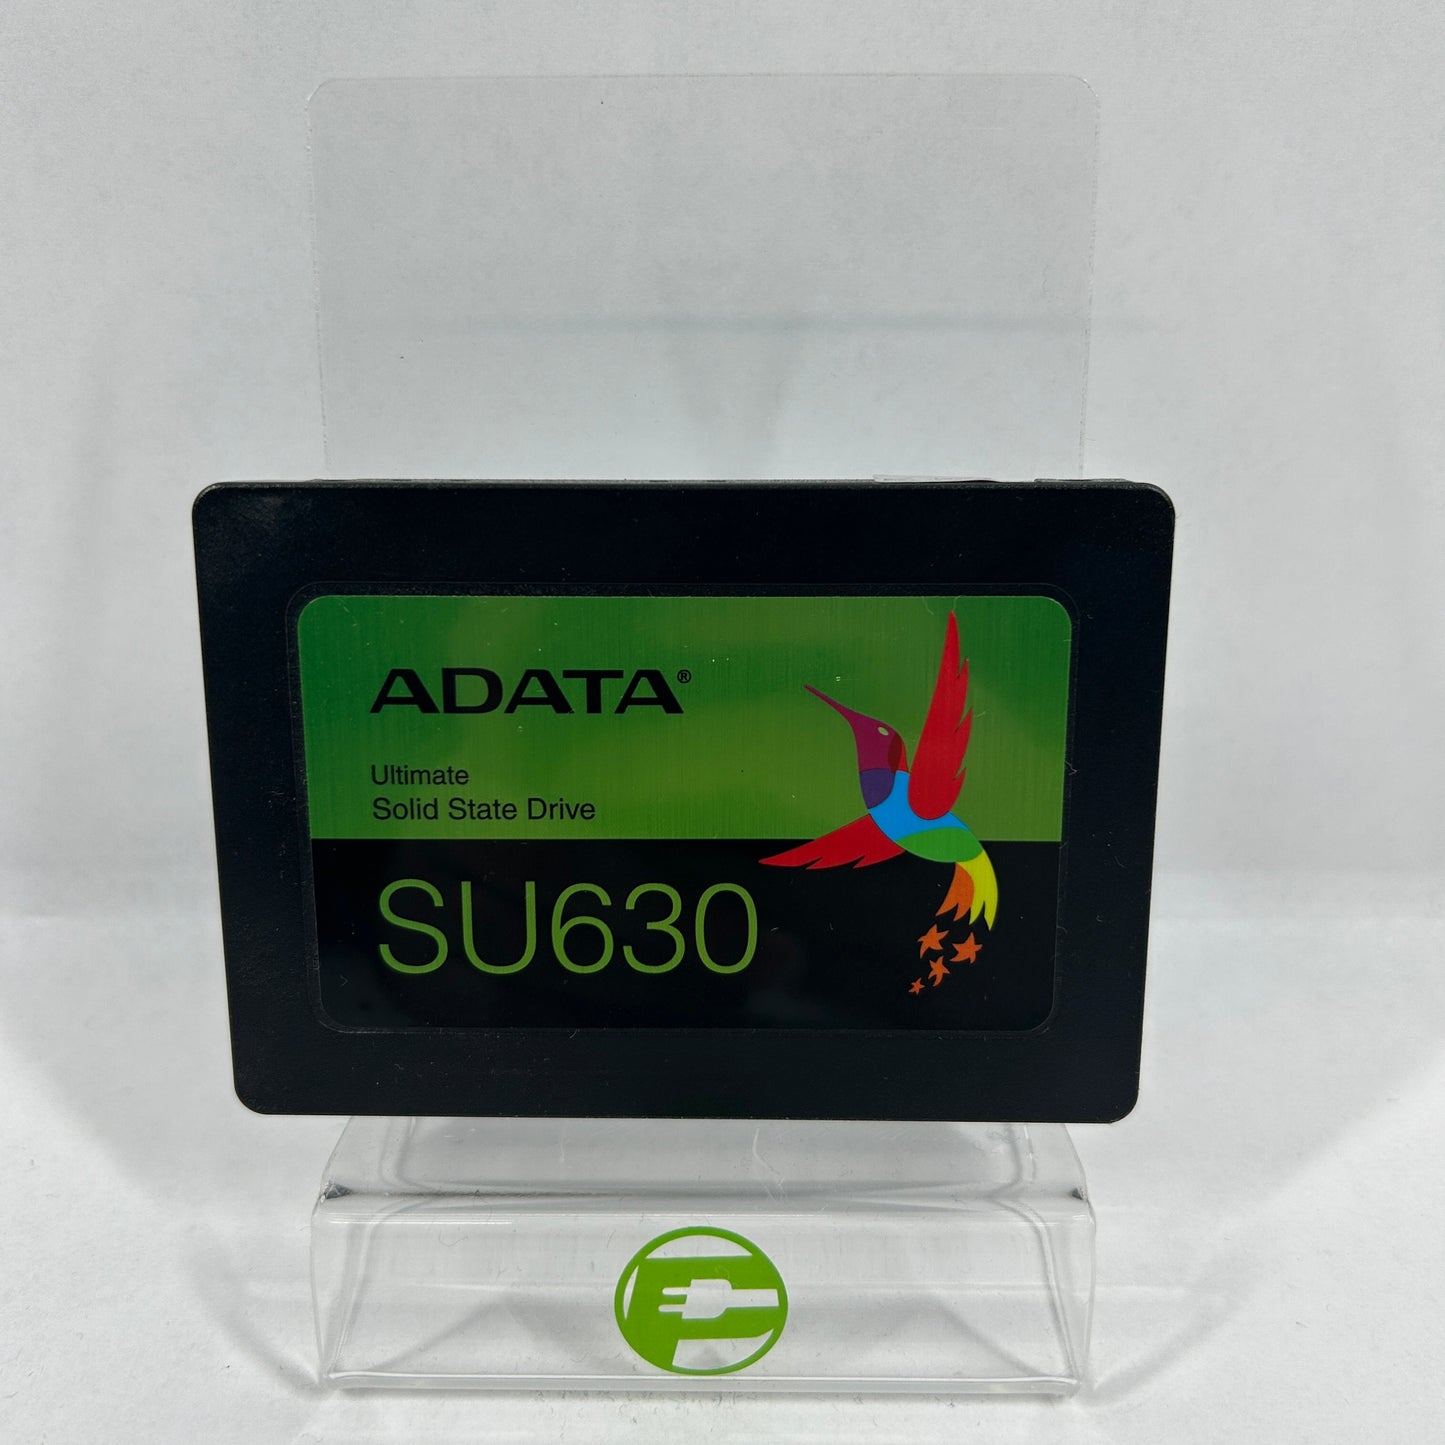 ADATA®
Ultimate
Solid State Drive
SU630